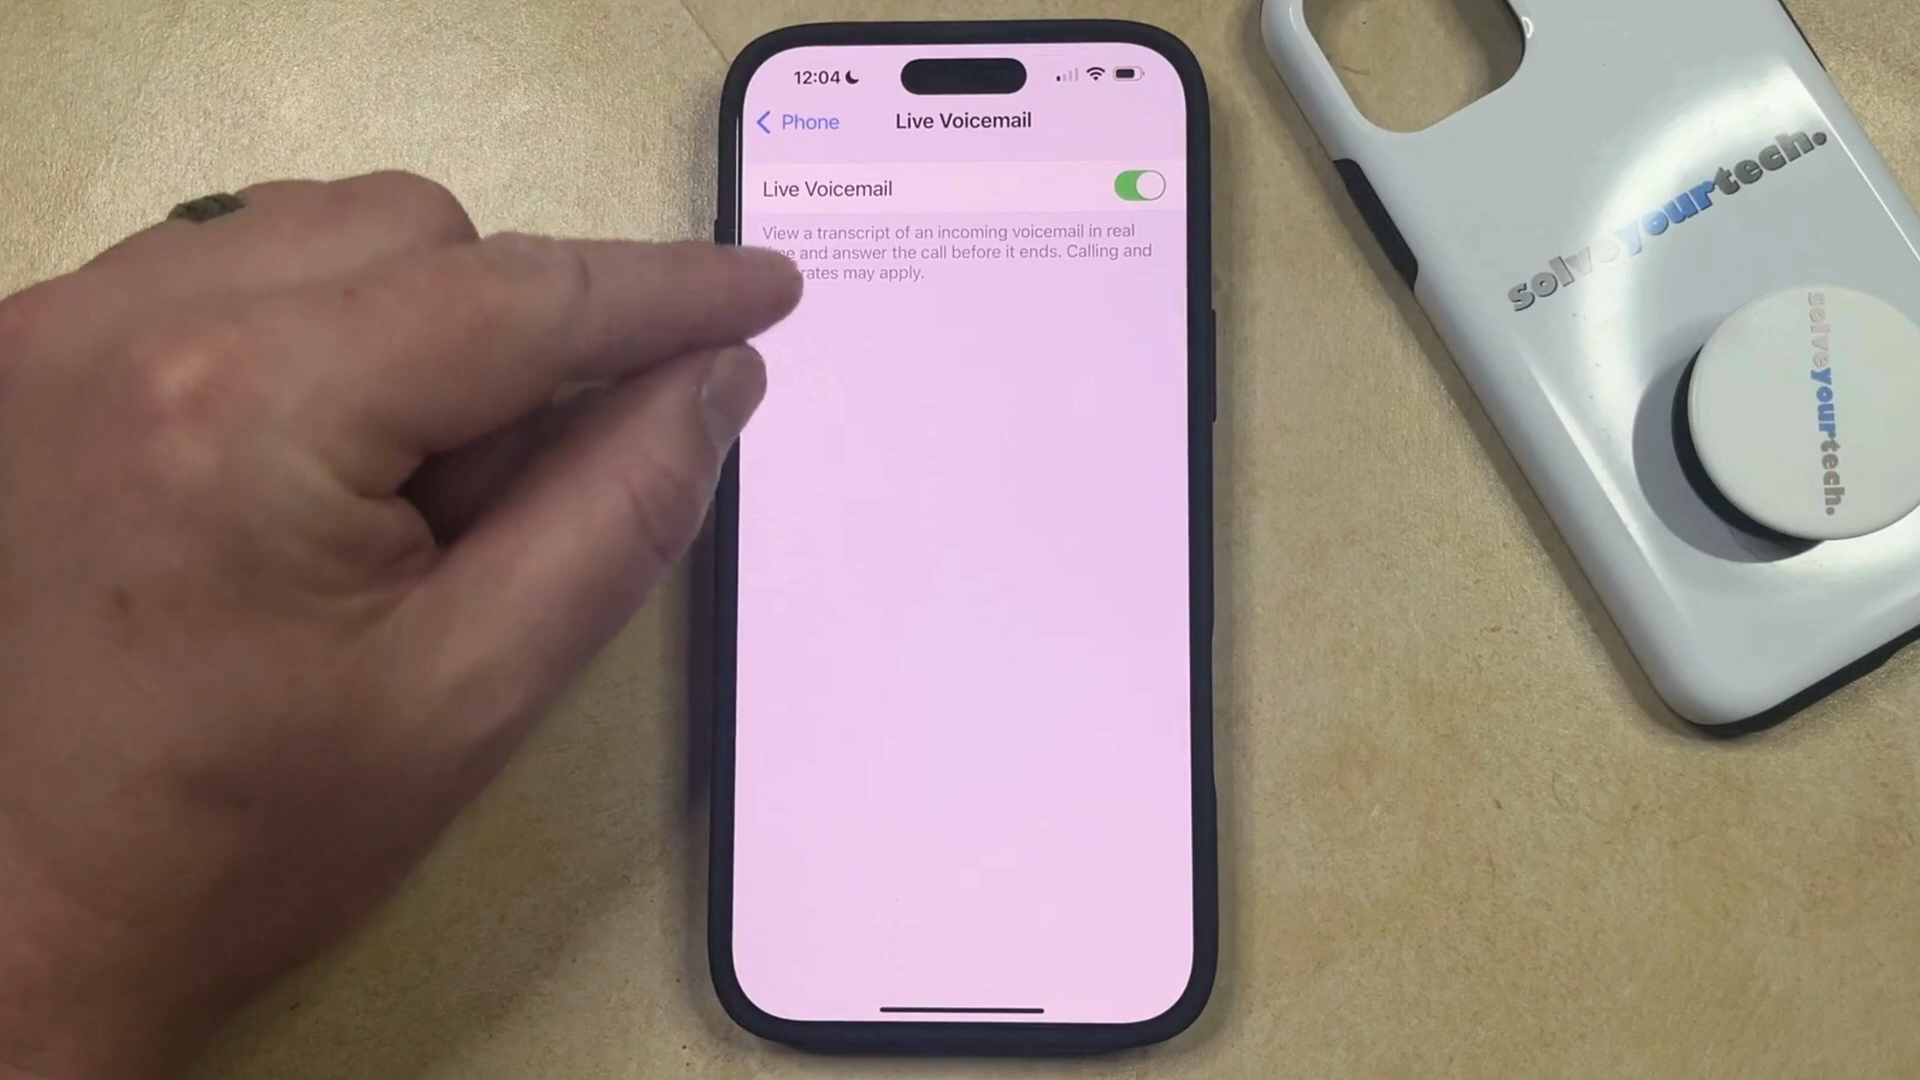 12:04
Phone
Live Voicemail
Live Voicemail
View a transcript of an incoming voicemail in real
and answer the call before it ends. Calling and
rates may apply.
solveyourtech.
solveyourtech.